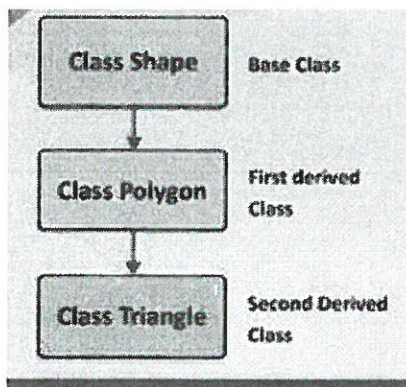 Class Shape
Base Class
Class Polygon
First derived
Class
Class Triangle
Second Derived
Class